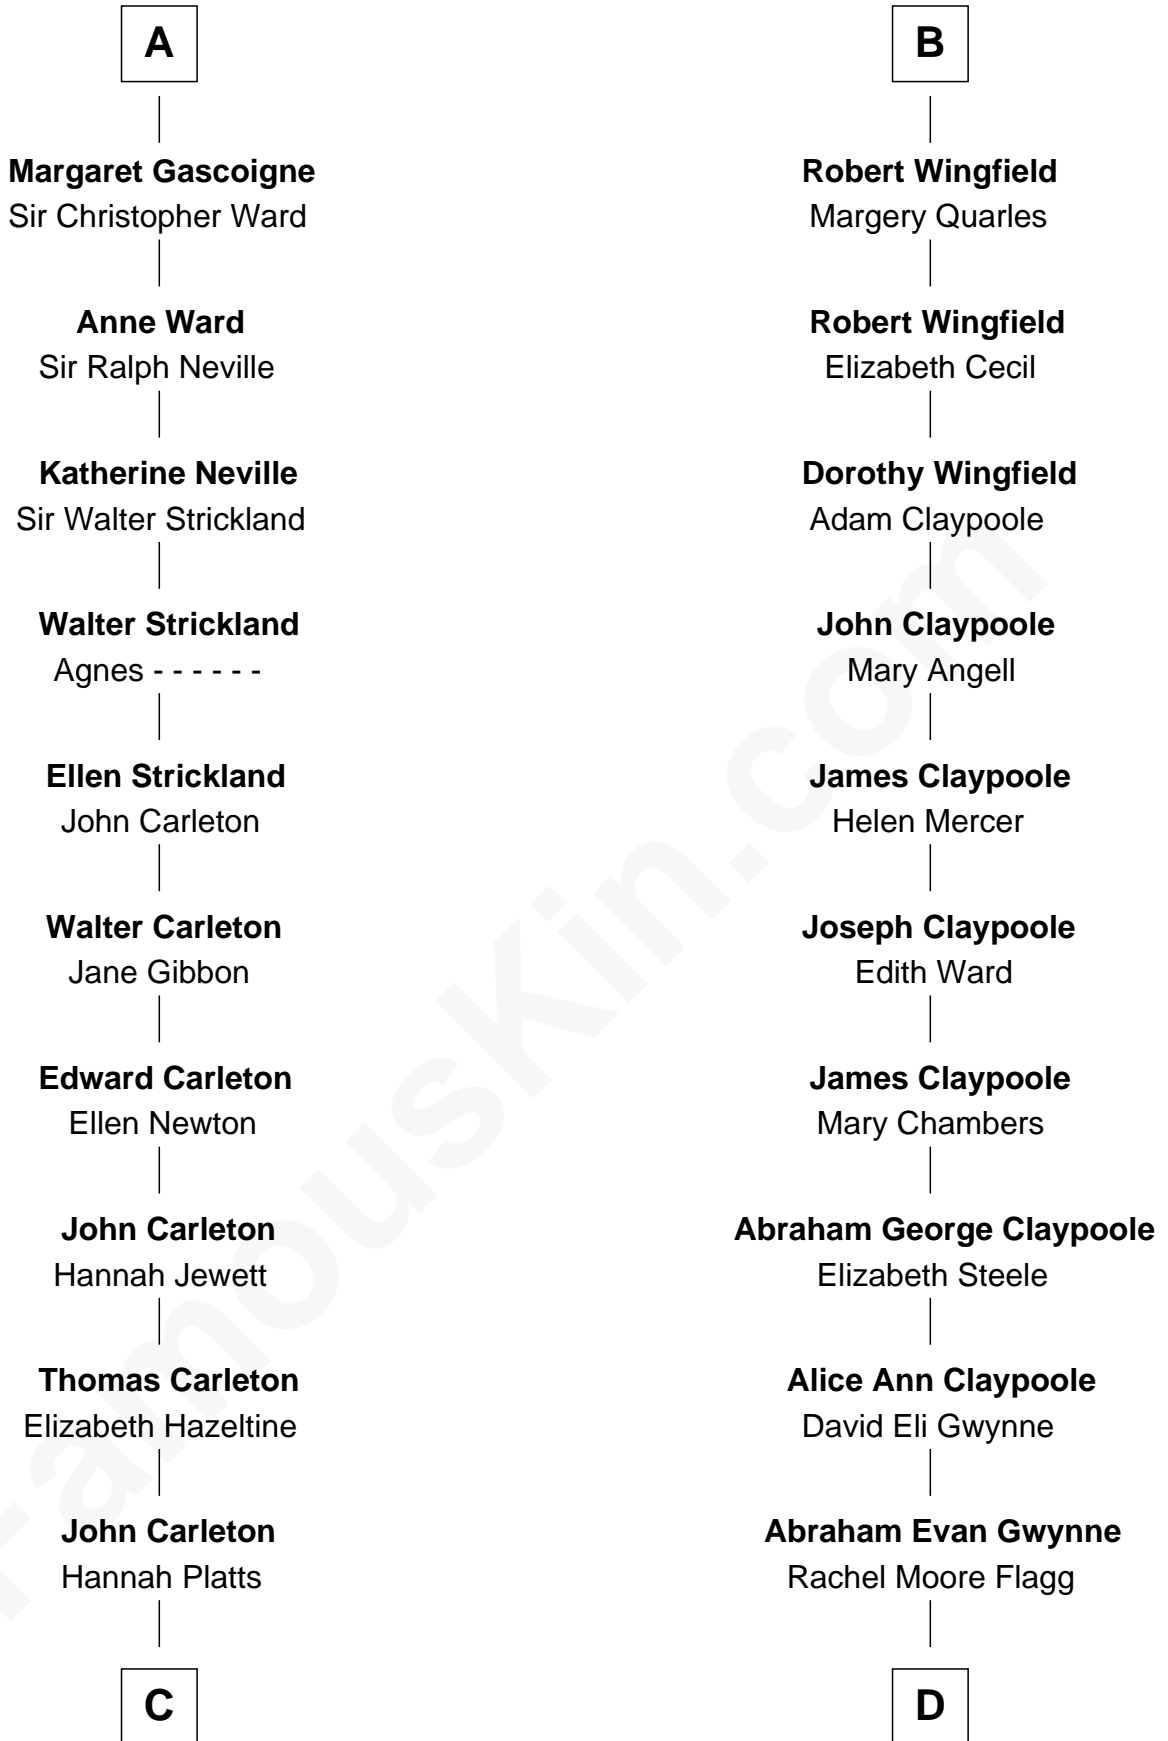 A
Margaret Gascoigne
Sir Christopher Ward
Anne Ward
Sir Ralph Neville
Katherine Neville
Sir Walter Strickland
Walter Strickland
Agnes - - - - - -
Ellen Strickland
John Carleton
Walter Carleton
Jane Gibbon
Edward Carleton
Ellen Newton
John Carleton
Hannah Jewett
Thomas Carleton
Elizabeth Hazeltine
John Carleton
Hannah Platts
C
B
Robert Wingfield
Margery Quarles
Robert Wingfield
Elizabeth Cecil
Dorothy Wingfield
Adam Claypoole
John Claypoole
Mary Angell
James Claypoole
Helen Mercer
Joseph Claypoole
Edith Ward
James Claypoole
Mary Chambers
Abraham George Claypoole
Elizabeth Steele
Alice Ann Claypoole
David Eli Gwynne
Abraham Evan Gwynne
Rachel Moore Flagg
D
FamousKin.com